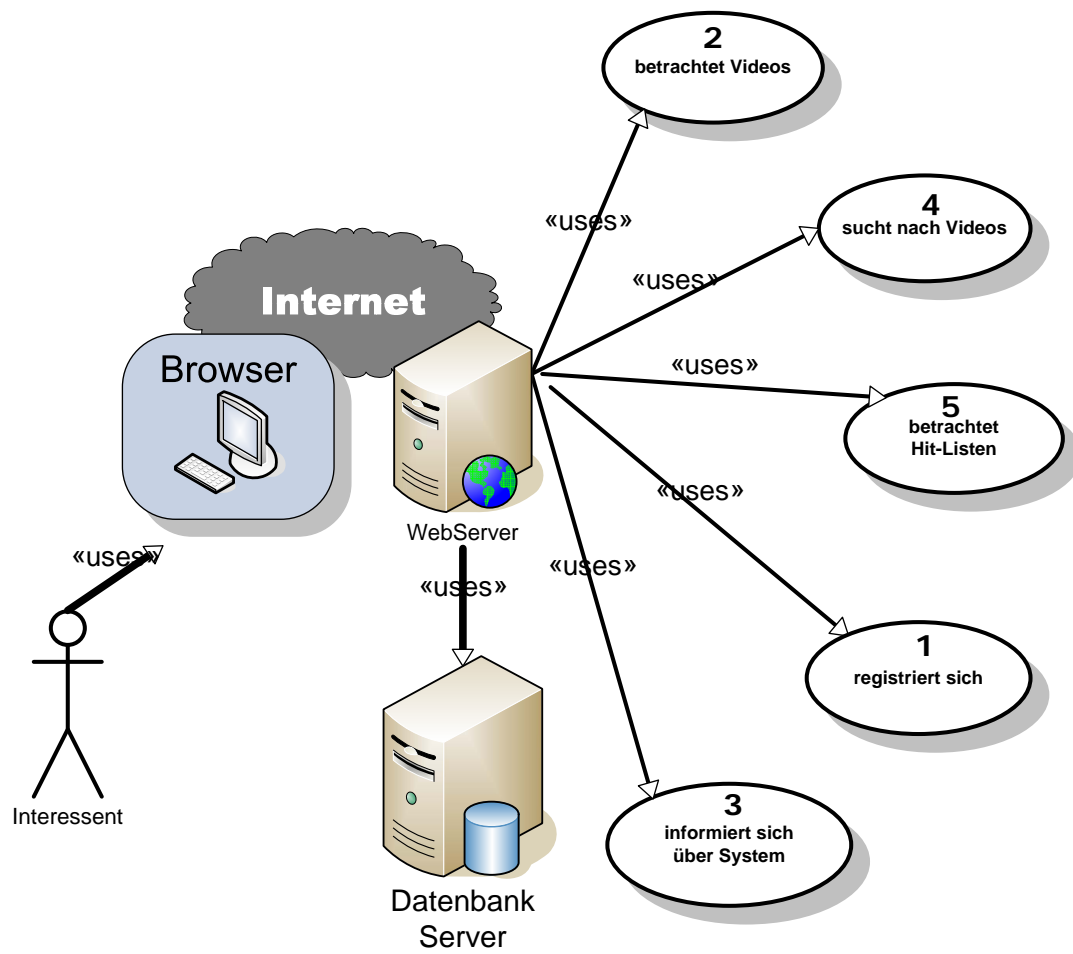 2
betrachtet Videos
«uses»
4
sucht nach Videos
«uses»
Internet
Browser
«uses»
5
betrachtet
Hit-Listen
«uses»
WebServer
«uses»
«uses»
«uses»
1
registriert sich
Interessent
3
informiert sich
über System
Datenbank
Server